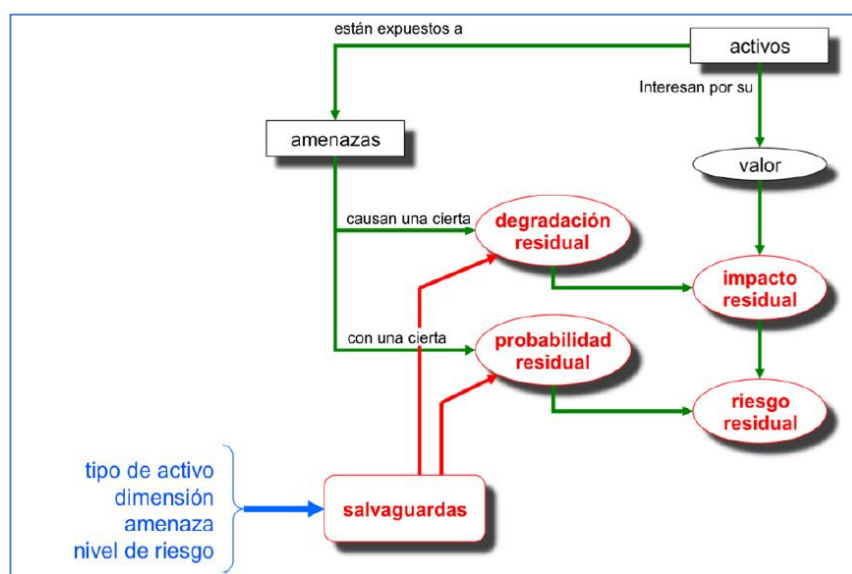 están expuestos a
activos
Interesan por su
amenazas
valor
causan una cierta
degradación
residual
impacto
residual
con una cierta
probabilidad
residual
riesgo
residual
tipo de activo
dimensión
amenaza
nivel de riesgo
salvaguardas